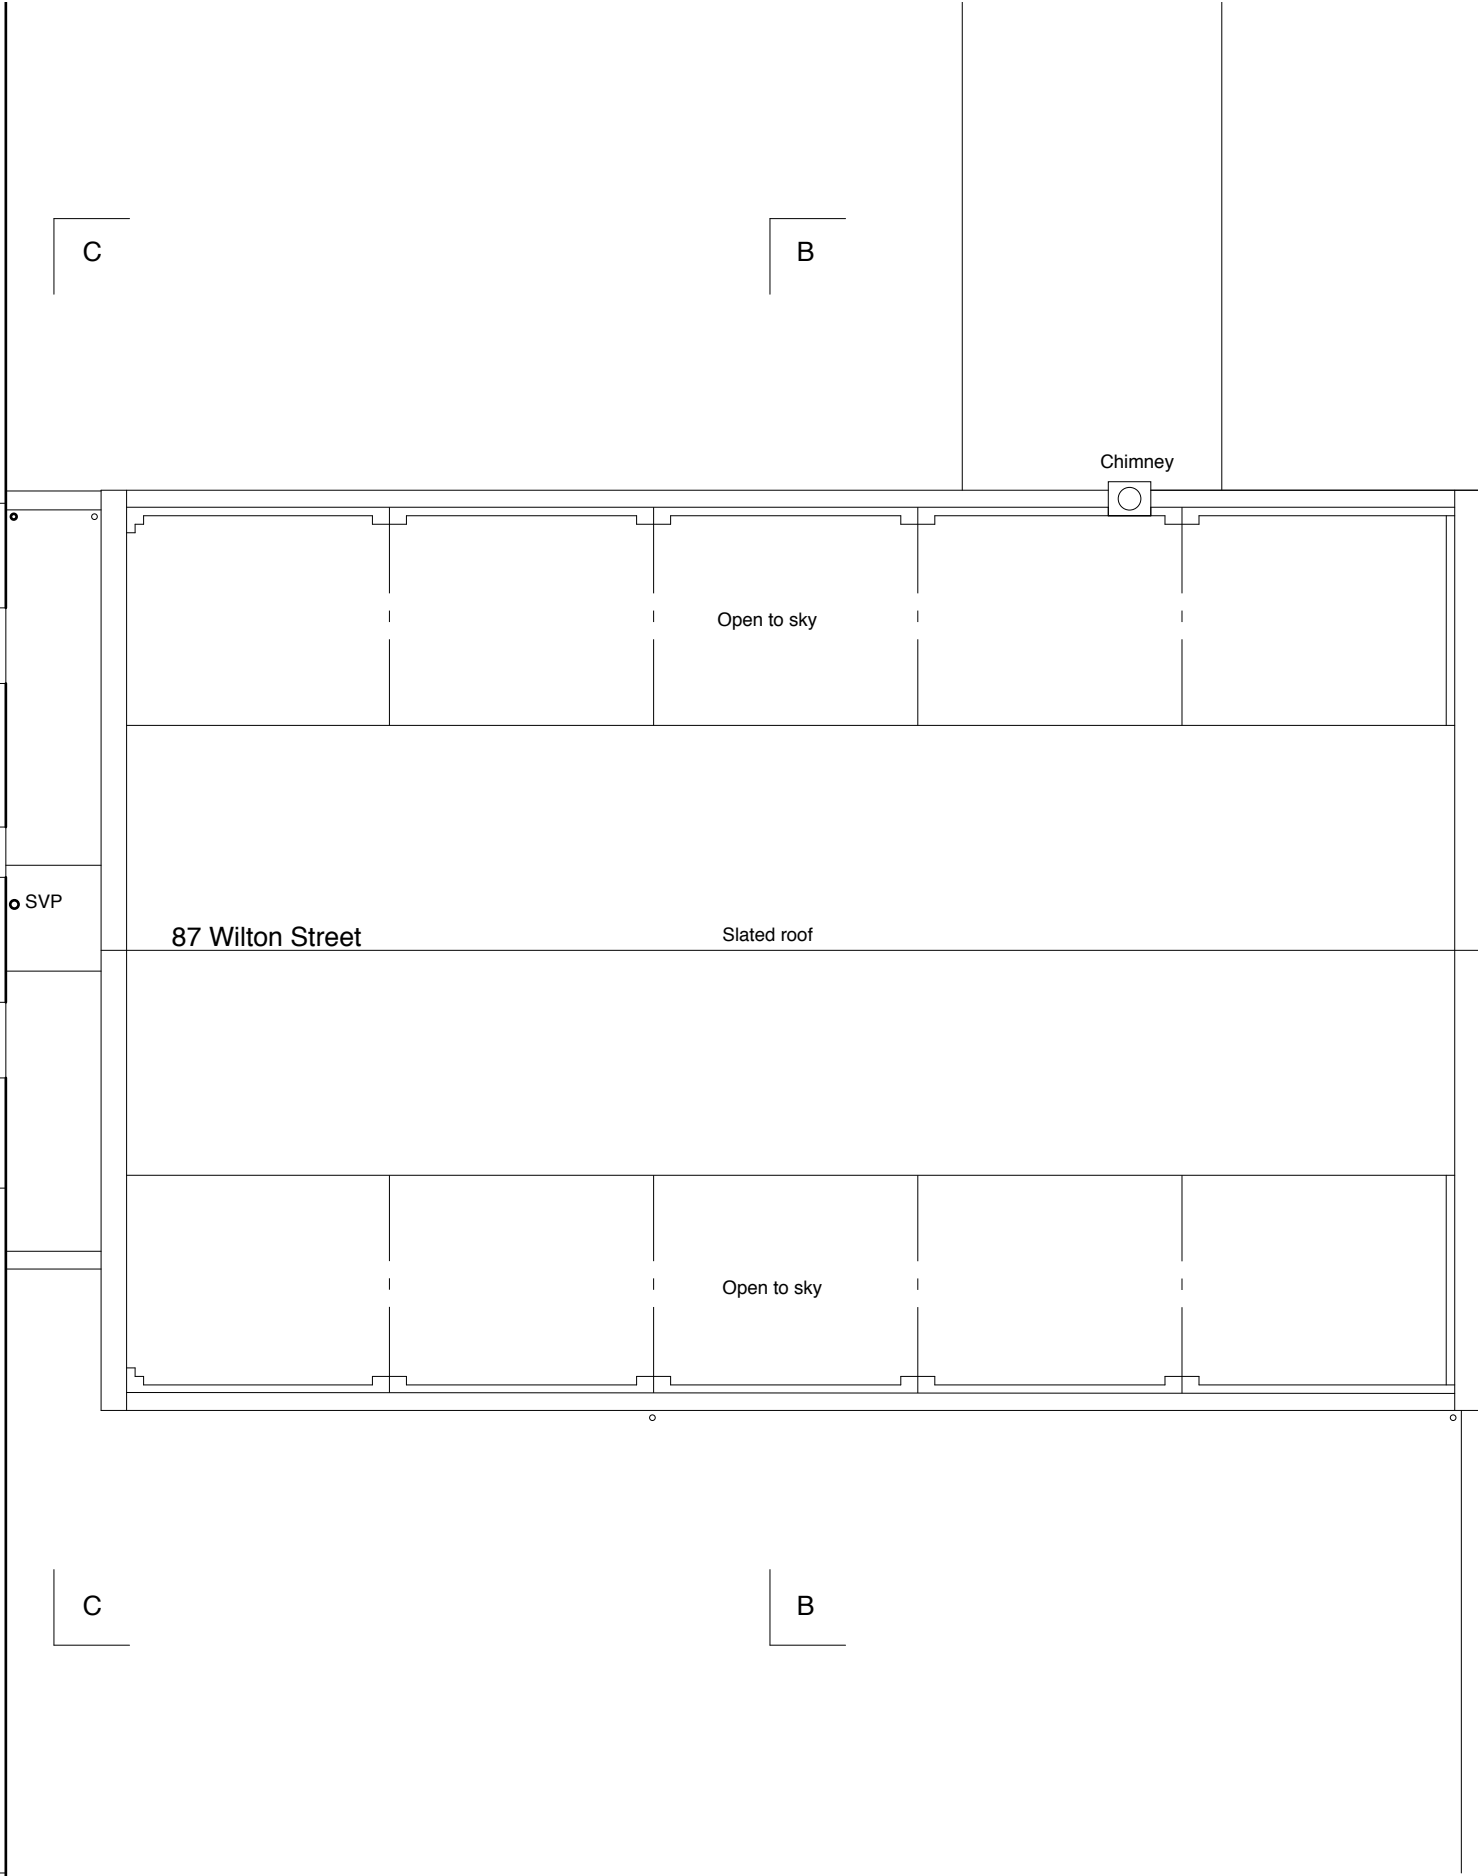 C
B
Chimney
Open to sky
SVP
87 Wilton Street
Slated roof
Open to sky
C
B